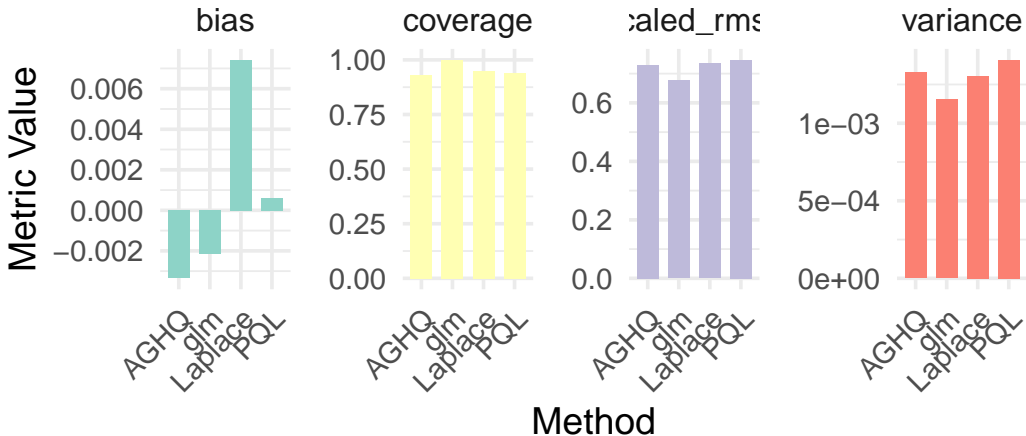 bias
coverage
caled_rms
variance
Metric Value
0.006
0.004
0.002
0.000
−0.002
1.00
0.75
0.50
0.25
0.00
0.6
0.4
0.2
0.0
1e−03
5e−04
0e+00
AGHQ
glm
Laplace
PQL
AGHQ
glm
Laplace
PQL
AGHQ
glm
Laplace
PQL
AGHQ
glm
Laplace
PQL
Method